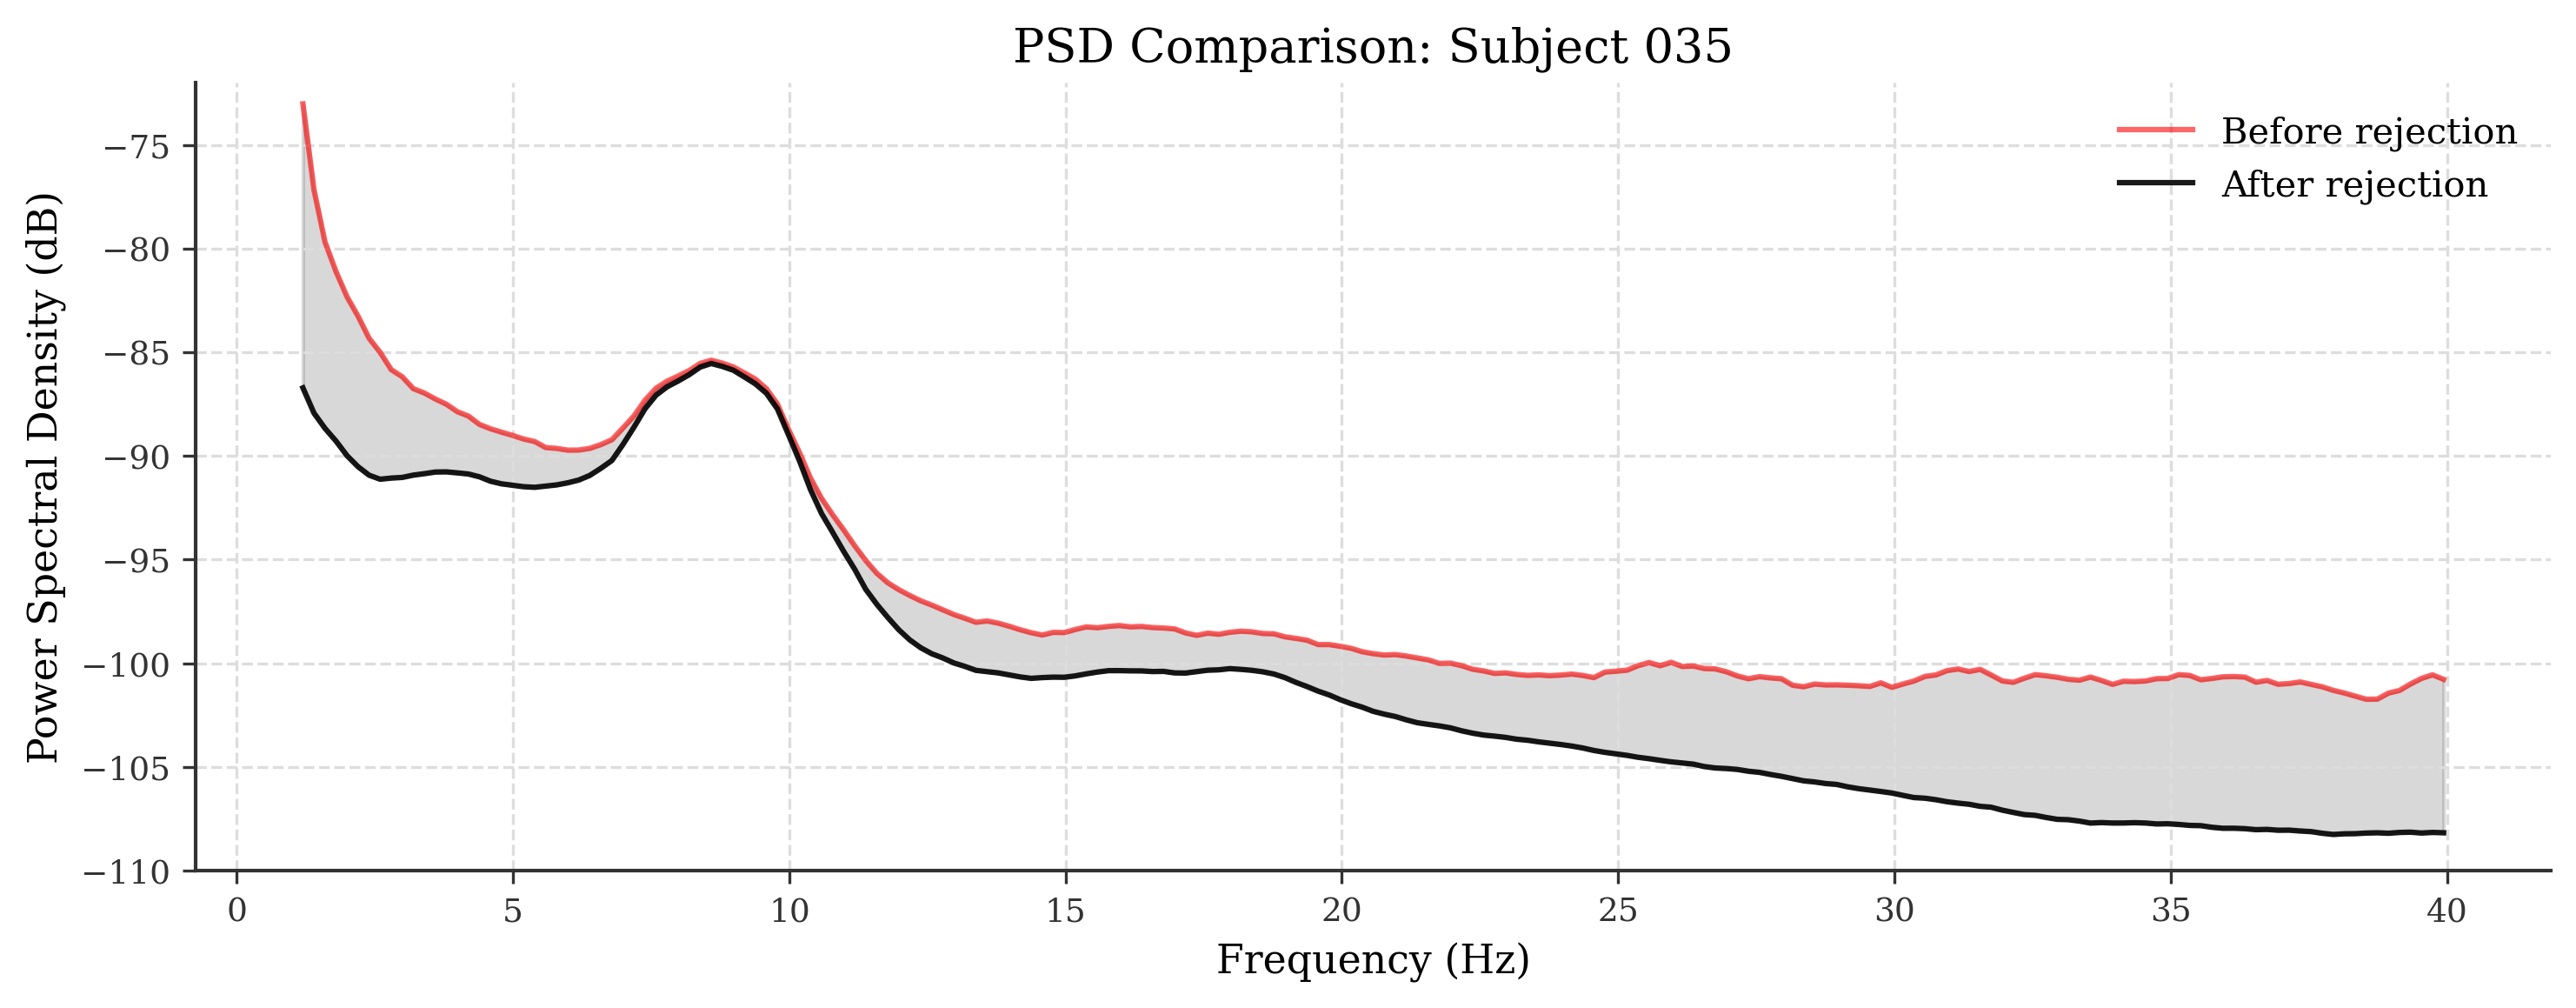 PSD Comparison: Subject 035
Before rejection
After rejection
Power Spectral Density (dB)
−75
−80
−85
−90
−95
−100
−105
−110
0 5 10 15 20 25 30 35 40
Frequency (Hz)